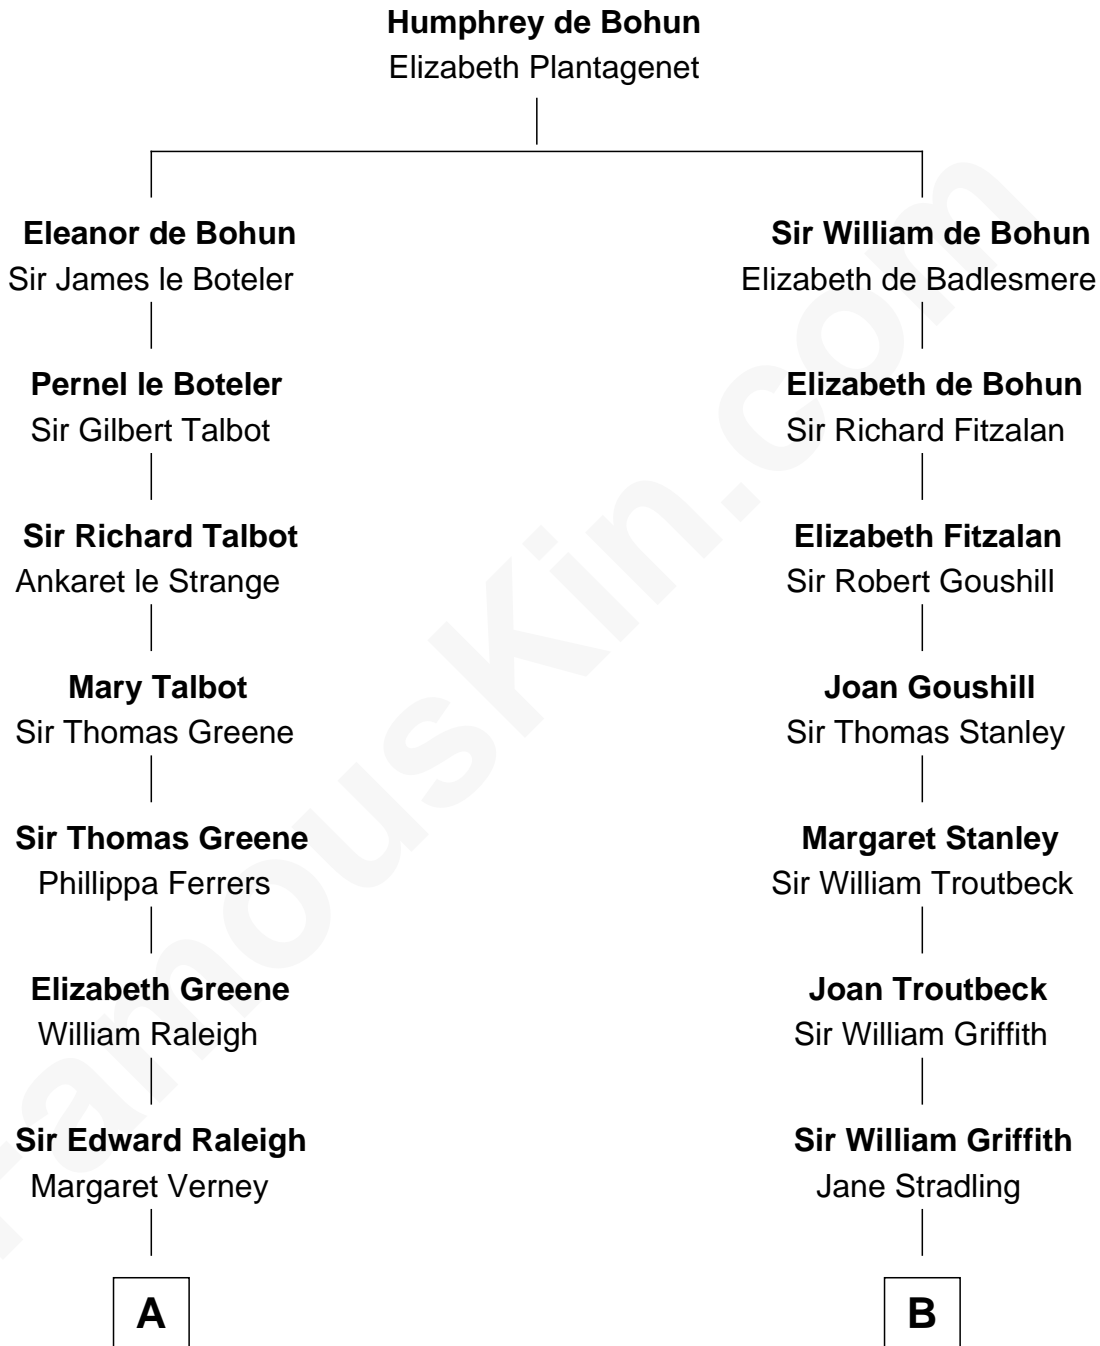 Humphrey de Bohun
Elizabeth Plantagenet
Eleanor de Bohun
Sir James le Boteler
Pernel le Boteler
Sir Gilbert Talbot
Sir Richard Talbot
Ankaret le Strange
Mary Talbot
Sir Thomas Greene
Sir Thomas Greene
Phillippa Ferrers
Elizabeth Greene
William Raleigh
Sir Edward Raleigh
Margaret Verney
A
Sir William de Bohun
Elizabeth de Badlesmere
Elizabeth de Bohun
Sir Richard Fitzalan
Elizabeth Fitzalan
Sir Robert Goushill
Joan Goushill
Sir Thomas Stanley
Margaret Stanley
Sir William Troutbeck
Joan Troutbeck
Sir William Griffith
Sir William Griffith
Jane Stradling
B
FamousKin.com